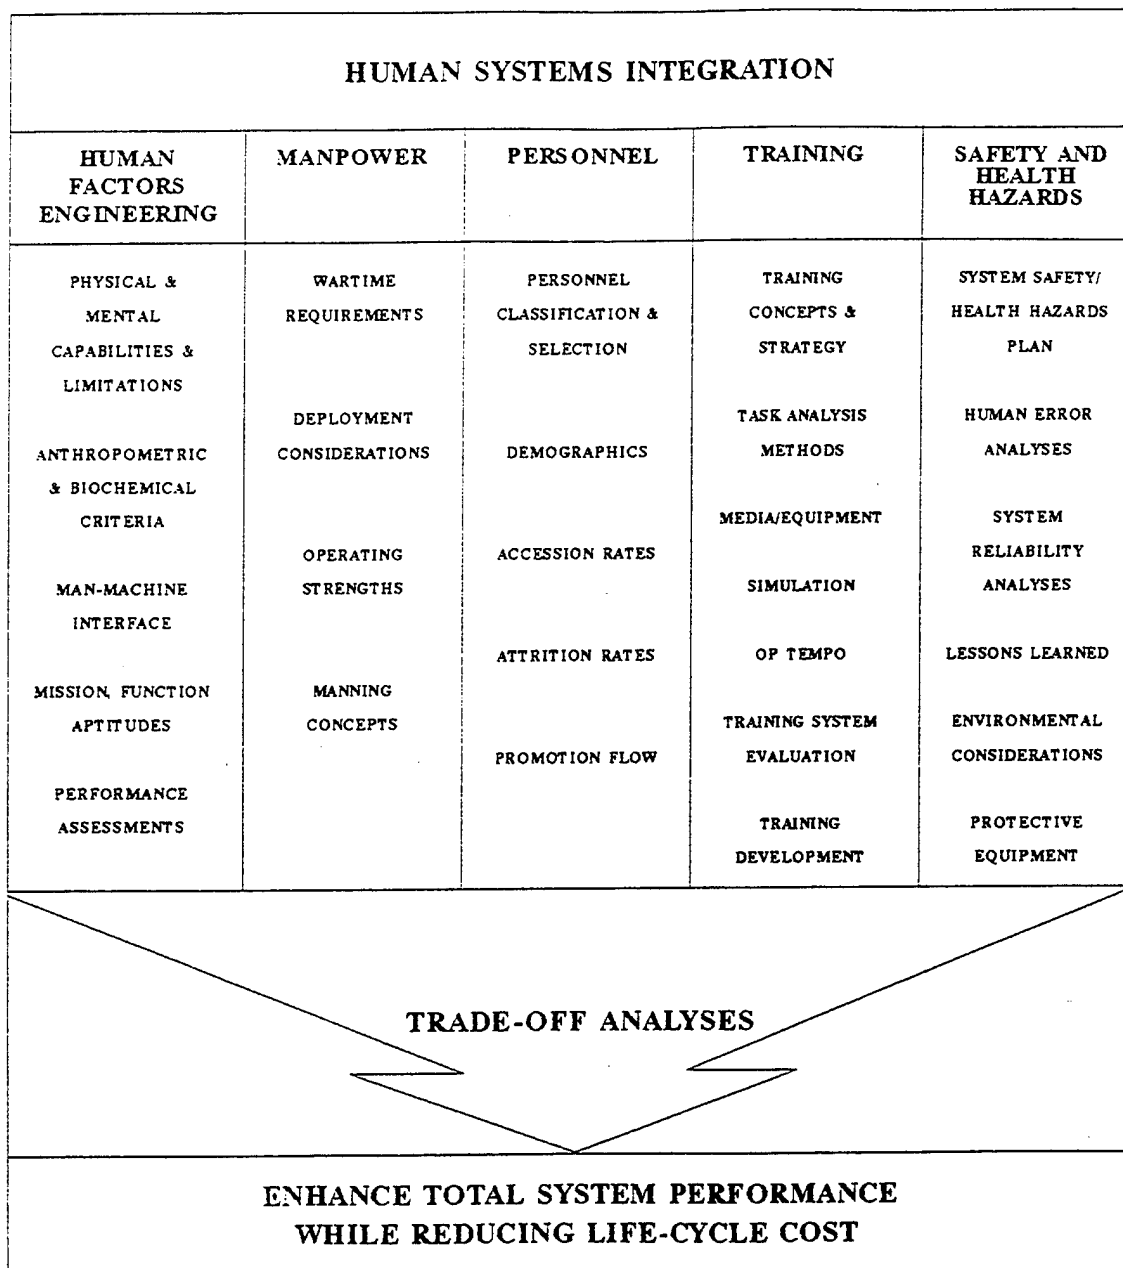 HUMAN SYSTEMS INTEGRATION
HUMAN
FACTORS
ENGINEERING
MANPOWER
PERSONNEL
TRAINING
SAFETY AND
HEALTH
HAZARDS
PHYSICAL &
MENTAL
CAPABILITIES &
LIMITATIONS
ANTHROPOMETRIC
& BIOCHEMICAL
CRITERIA
MAN-MACHINE
INTERFACE
MISSION, FUNCTION
APTITUDES
PERFORMANCE
ASSESSMENTS
WARTIME
REQUIREMENTS
DEPLOYMENT
CONSIDERATIONS
OPERATING
STRENGTHS
MANNING
CONCEPTS
PERSONNEL
CLASSIFICATION &
SELECTION
DEMOGRAPHICS
ACCESSION RATES
ATTRITION RATES
PROMOTION FLOW
TRAINING
CONCEPTS &
STRATEGY
TASK ANALYSIS
METHODS
MEDIA/EQUIPMENT
SIMULATION
OP TEMPO
TRAINING SYSTEM
EVALUATION
TRAINING
DEVELOPMENT
SYSTEM SAFETY/
HEALTH HAZARDS
PLAN
HUMAN ERROR
ANALYSES
SYSTEM
RELIABILITY
ANALYSES
LESSONS LEARNED
ENVIRONMENTAL
CONSIDERATIONS
PROTECTIVE
EQUIPMENT
TRADE-OFF ANALYSES
ENHANCE TOTAL SYSTEM PERFORMANCE
WHILE REDUCING LIFE-CYCLE COST